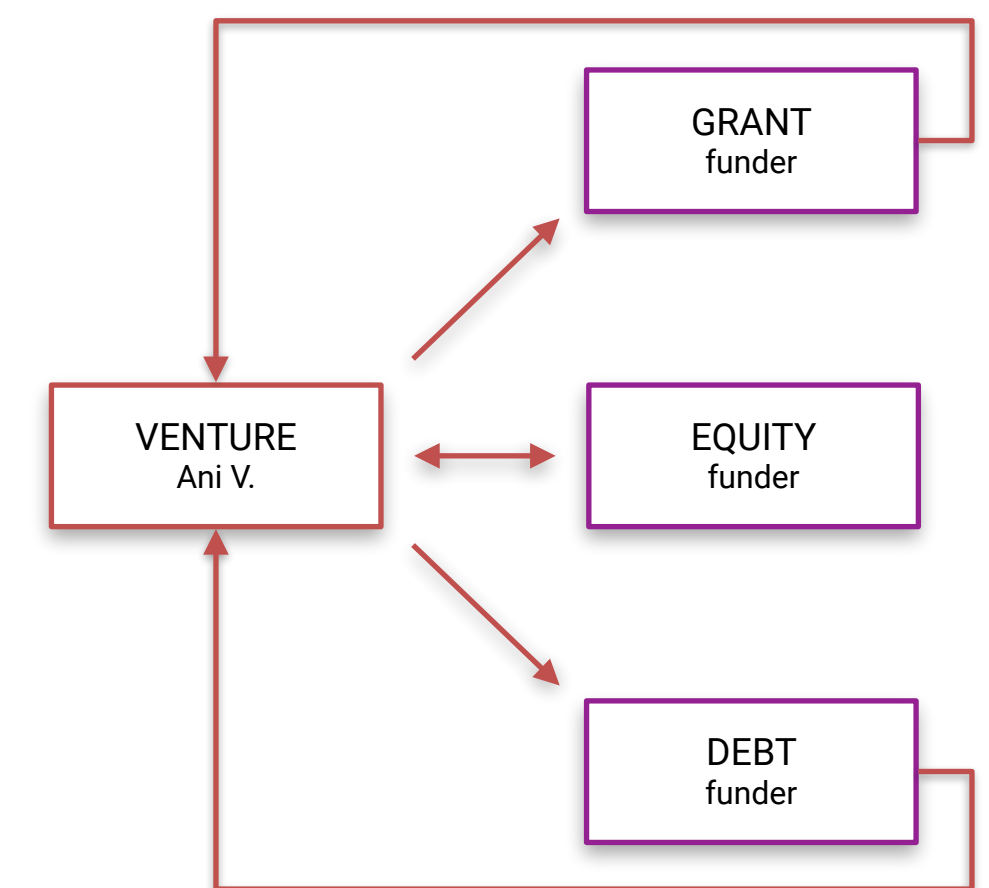 GRANT
funder
VENTURE
Ani V.
EQUITY
funder
DEBT
funder